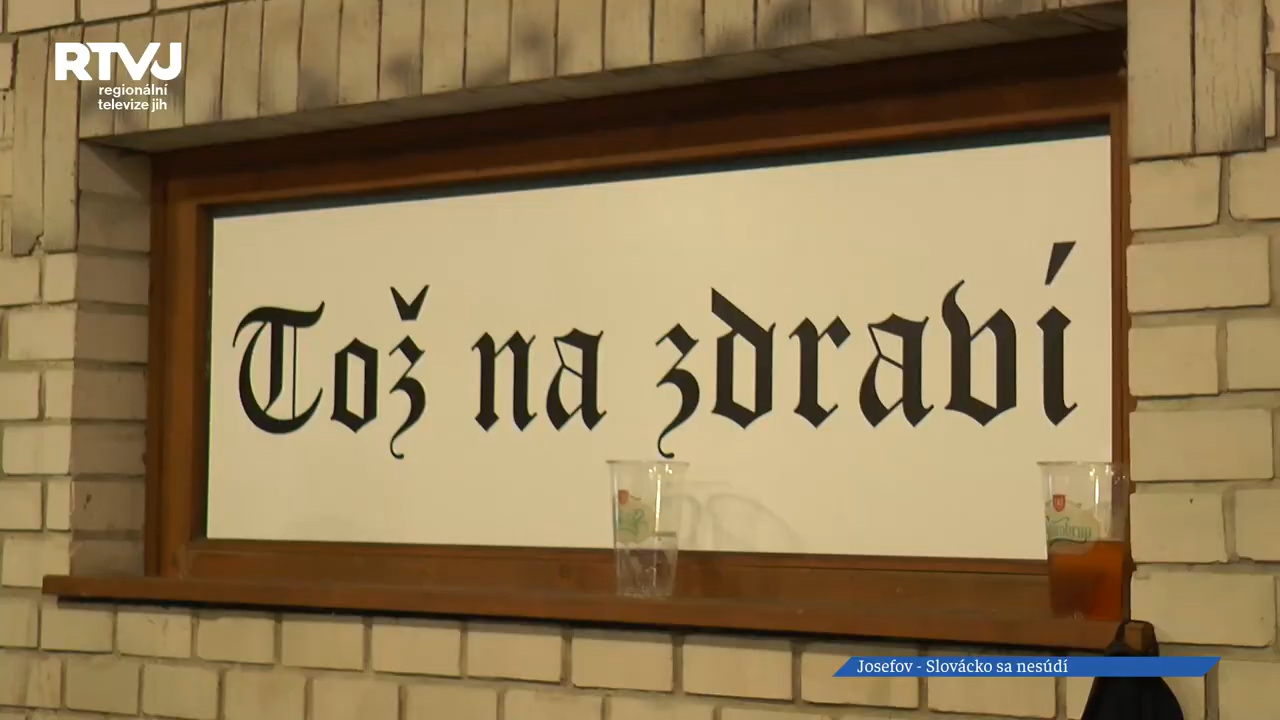 RTVJ
regionální
televize jih
Tož na zdraví
Josefov - Slovácko sa nesúdí